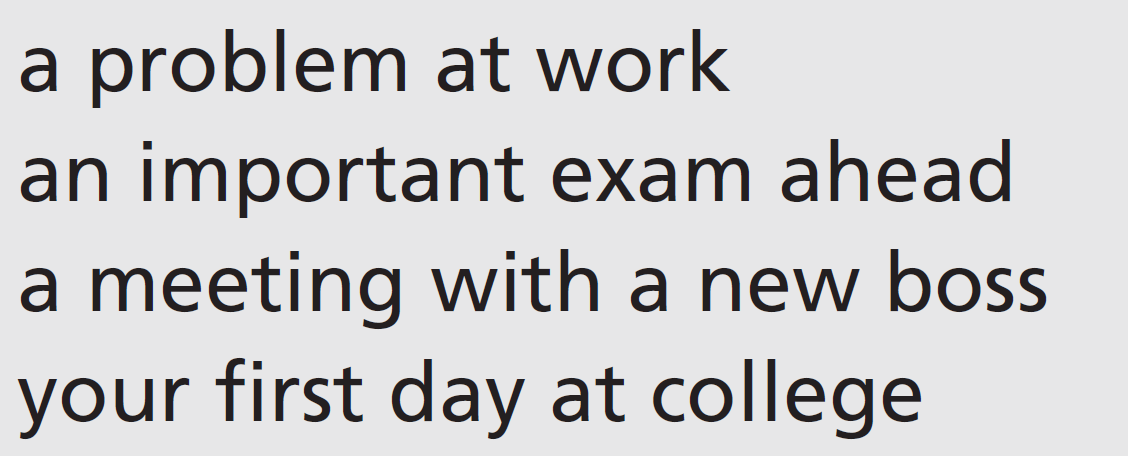 a problem at work
an important exam ahead
a meeting with a new boss
your first day at college